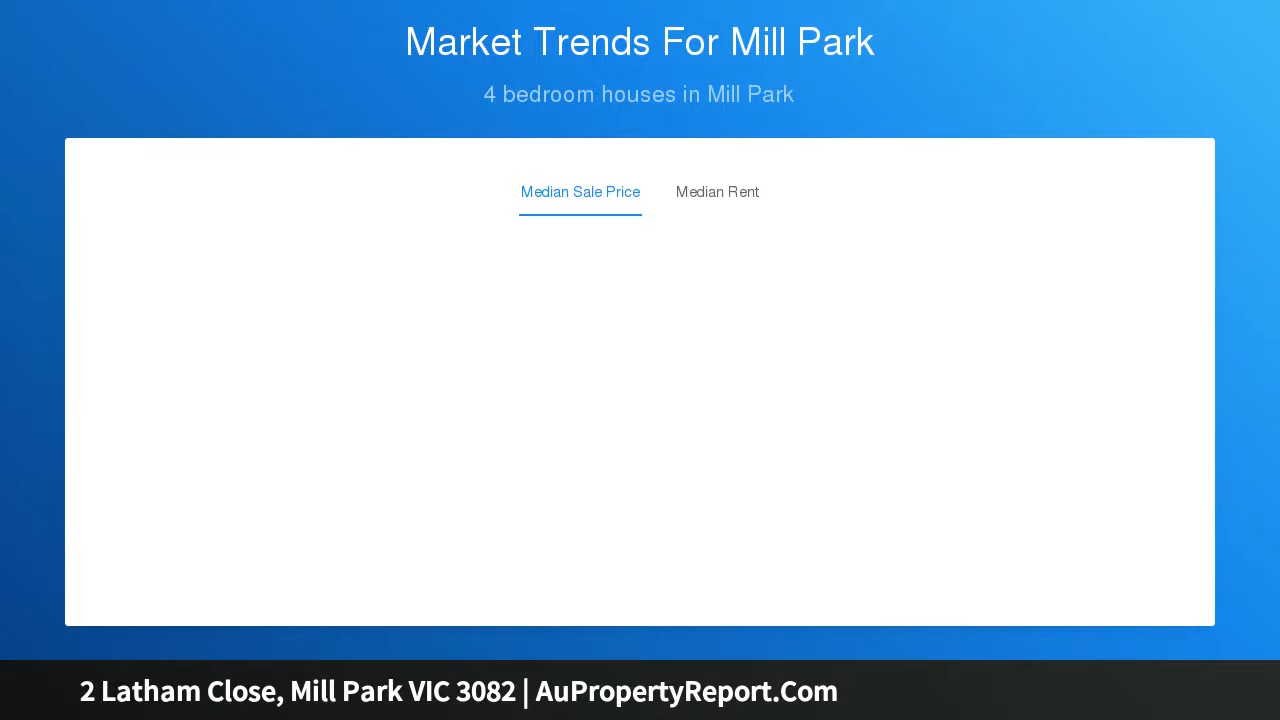 Market Trends For Mill Park
4 bedroom houses in Mill Park
Median Sale Price Median Rent
2 Latham Close, Mill Park VIC 3082 | AuPropertyReport.Com